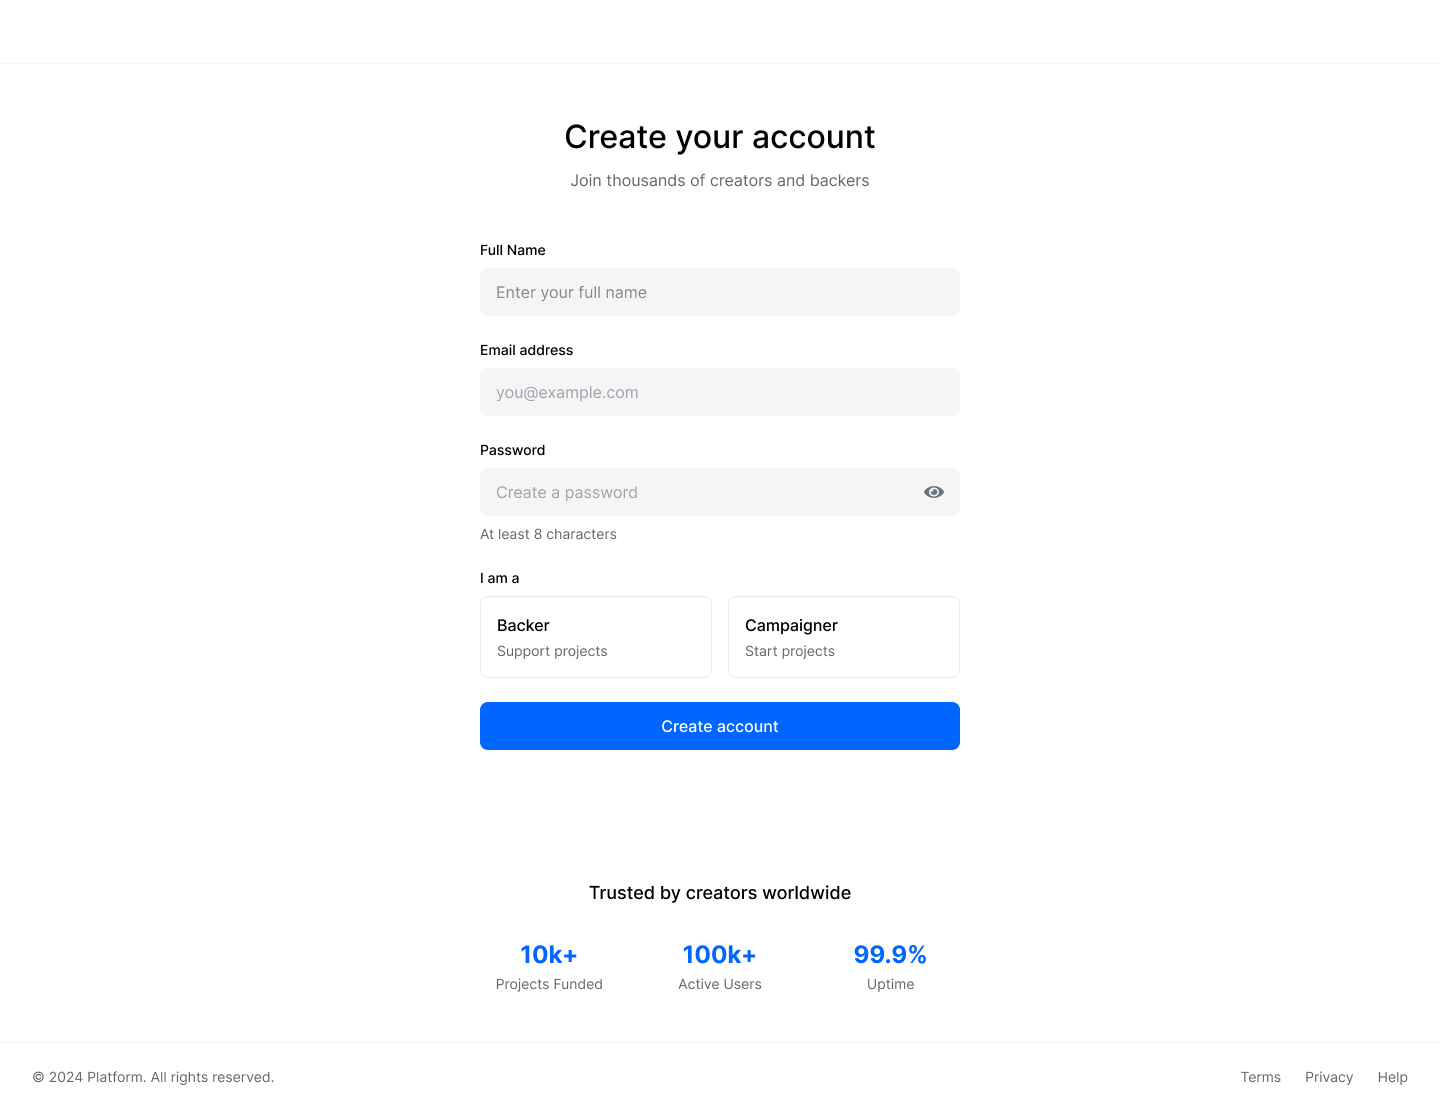 Create your account
Join thousands of creators and backers
Full Name
Enter your full name
Email address
you@example.com
Password
Create a password
At least 8 characters
I am a
Backer
Support projects
Campaigner
Start projects
Create account
Trusted by creators worldwide
10k+
Projects Funded
100k+
Active Users
99.9%
Uptime
© 2024 Platform. All rights reserved.
Terms Privacy Help